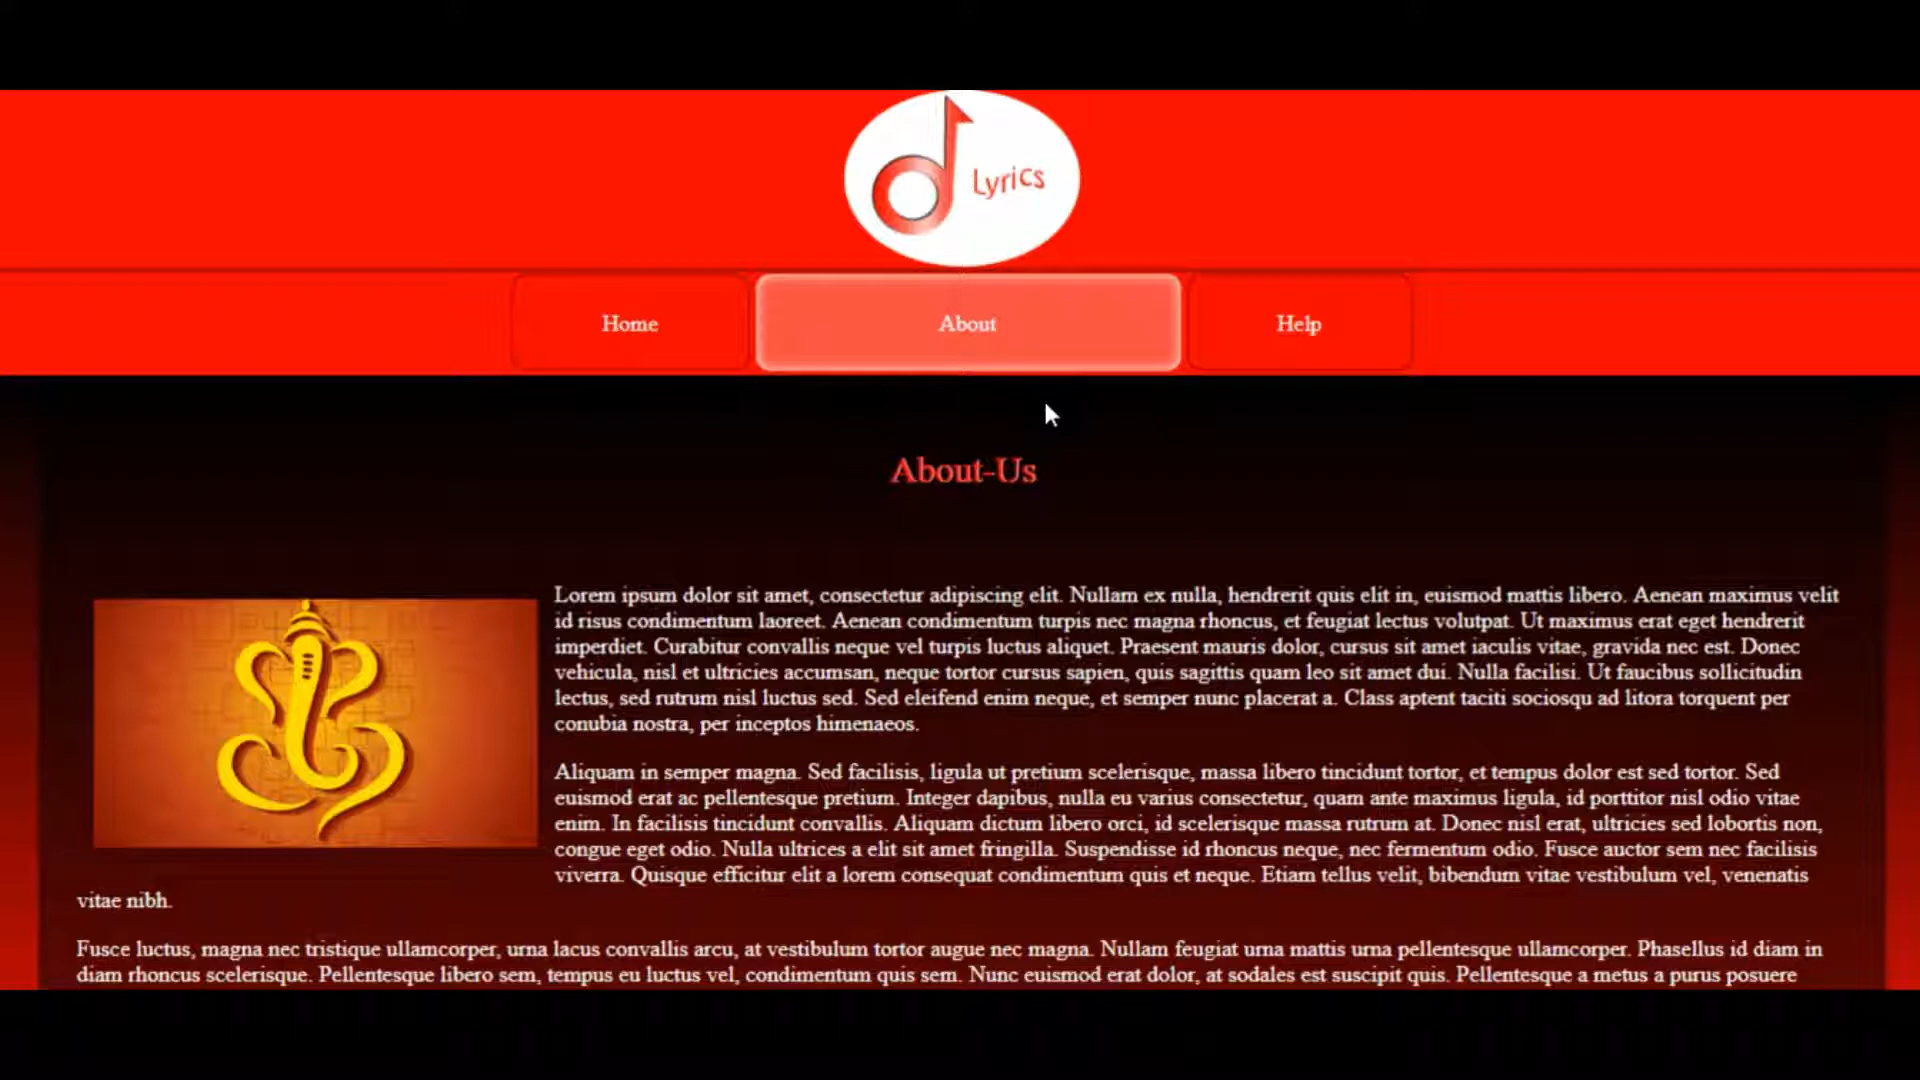 Lyrics
Home
About
Help
About-Us
Lorem ipsum dolor sit amet, consectetur adipiscing elit. Nullam ex nulla, hendrerit quis elit in, euismod mattis libero. Aenean maximus velit
id risus condimentum laoreet. Aenean condimentum turpis nec magna rhoncus, et feugiat lectus volutpat. Ut maximus erat eget hendrerit
imperdiet. Curabitur convallis neque vel turpis luctus aliquet. Praesent mauris dolor, cursus sit amet iaculis vitae, gravida nec est. Donec
vehicula, nisl et ultricies accumsan, neque tortor cursus sapien, quis sagittis quam leo sit amet dui. Nulla facilisi. Ut faucibus sollicitudin
lectus, sed rutrum nisl luctus sed. Sed eleifend enim neque, et semper nunc placerat a. Class aptent taciti sociosqu ad litora torquent per
conubia nostra, per inceptos himenaeos.
Aliquam in semper magna. Sed facilisis, ligula ut pretium scelerisque, massa libero tincidunt tortor, et tempus dolor est sed tortor. Sed
euismod erat ac pellentesque pretium. Integer dapibus, nulla eu varius consectetur, quam ante maximus ligula, id porttitor nisl odio vitae
enim. In facilisis tincidunt convallis. Aliquam dictum libero orci, id scelerisque massa rutrum at. Donec nisl erat, ultricies sed lobortis non,
congue eget odio. Nulla ultrices a elit sit amet fringilla. Suspendisse id rhoncus neque, nec fermentum odio. Fusce auctor sem nec facilisis
viverra. Quisque efficitur elit a lorem consequat condimentum quis et neque. Etiam tellus velit, bibendum vitae vestibulum vel, venenatis
vitae nibh.
Fusce luctus, magna nec tristique ullamcorper, urna lacus convallis arcu, at vestibulum tortor augue nec magna. Nullam feugiat urna mattis urna pellentesque ullamcorper. Phasellus id diam in
diam rhoncus scelerisque. Pellentesque libero sem, tempus eu luctus vel, condimentum quis sem. Nunc euismod erat dolor, at sodales est suscipit quis. Pellentesque a metus a purus posuere